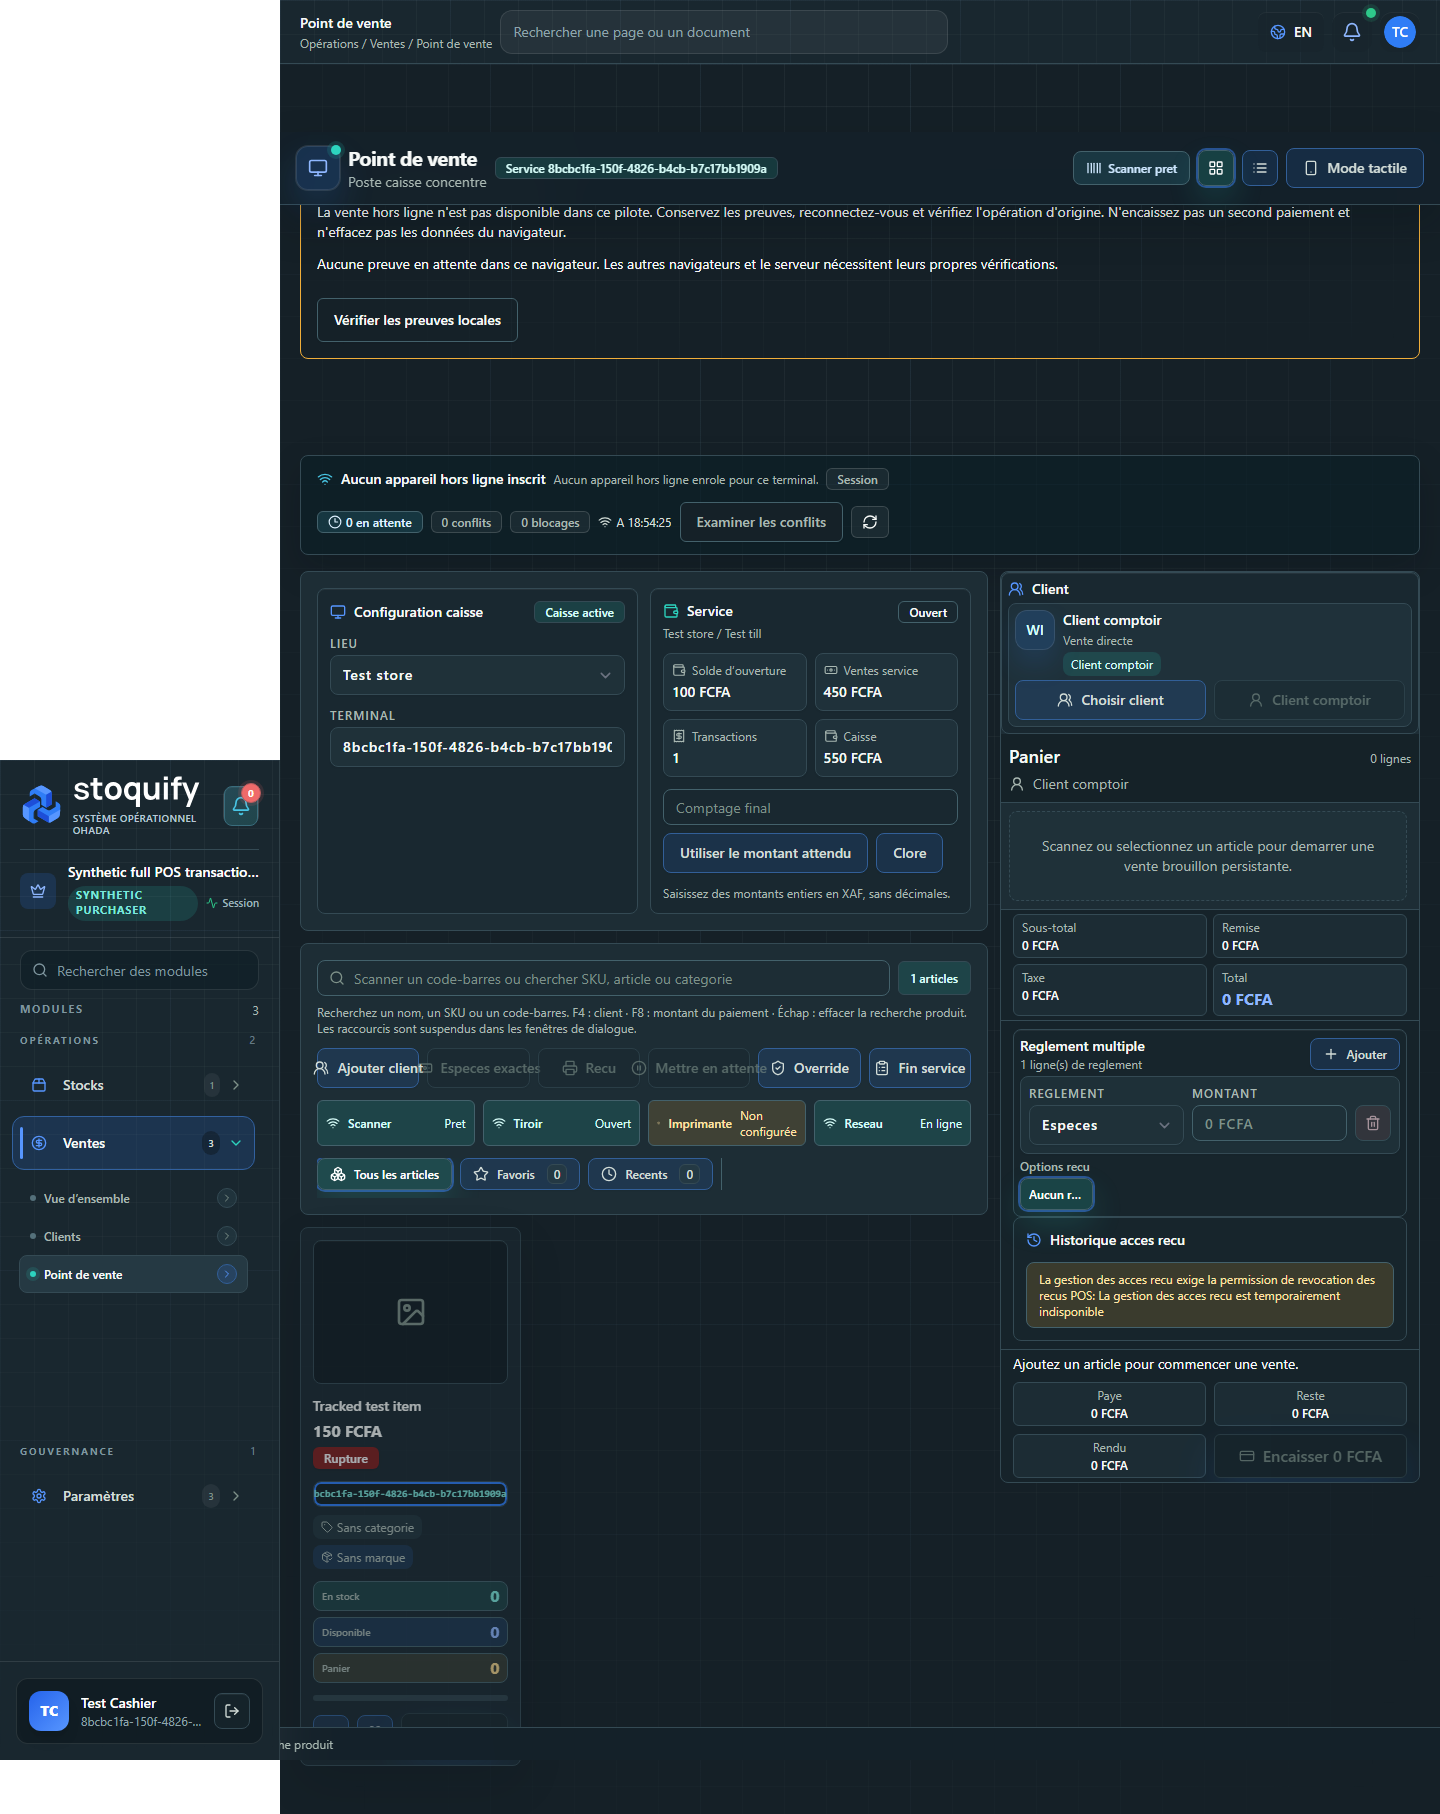 Point de vente
Opérations / Ventes / Point de vente
Rechercher une page ou un document
EN
TC
Point de vente
Poste caisse concentre
Service 8bcbc1fa-150f-4826-b4cb-b7c17bb1909a
Scanner pret
Mode tactile
La vente hors ligne n'est pas disponible dans ce pilote. Conservez les preuves, reconnectez-vous et vérifiez l'opération d'origine. N'encaissez pas un second paiement et
n'effacez pas les données du navigateur.
Aucune preuve en attente dans ce navigateur. Les autres navigateurs et le serveur nécessitent leurs propres vérifications.
Vérifier les preuves locales
Aucun appareil hors ligne inscrit
Aucun appareil hors ligne enrole pour ce terminal.
Session
0 en attente
0 conflits
0 blocages
A 18:54:25
Examiner les conflits
Configuration caisse
Caisse active
LIEU
Test store
TERMINAL
8bcbc1fa-150f-4826-b4cb-b7c17bb190
Service
Ouvert
Test store / Test till
Solde d'ouverture
100 FCFA
Ventes service
450 FCFA
Transactions
1
Caisse
550 FCFA
Comptage final
Utiliser le montant attendu
Clore
Saisissez des montants entiers en XAF, sans décimales.
Client
WI
Client comptoir
Vente directe
Client comptoir
Choisir client
Client comptoir
Panier
0 lignes
Client comptoir
Scannez ou selectionnez un article pour demarrer une
vente brouillon persistante.
Sous-total
0 FCFA
Remise
0 FCFA
Taxe
0 FCFA
Total
0 FCFA
Reglement multiple
1 ligne(s) de reglement
Ajouter
REGLEMENT
Especes
MONTANT
0 FCFA
Options recu
Aucun r...
Historique acces recu
La gestion des acces recu exige la permission de revocation des
recus POS: La gestion des acces recu est temporairement
indisponible
Ajoutez un article pour commencer une vente.
Paye
0 FCFA
Reste
0 FCFA
Rendu
0 FCFA
Encaisser 0 FCFA
Scanner un code-barres ou chercher SKU, article ou categorie
1 articles
Recherchez un nom, un SKU ou un code-barres. F4 : client · F8 : montant du paiement · Échap : effacer la recherche produit.
Les raccourcis sont suspendus dans les fenêtres de dialogue.
Ajouter client
Especes exactes
Recu
Mettre en attente
Override
Fin service
Scanner
Pret
Tiroir
Ouvert
Imprimante
Non
configurée
Reseau
En ligne
Tous les articles
Favoris
0
Recents
0
Tracked test item
150 FCFA
Rupture
bcbc1fa-150f-4826-b4cb-b7c17bb1909a
Sans categorie
Sans marque
En stock
0
Disponible
0
Panier
0
ne produit
stoquify
SYSTÈME OPÉRATIONNEL
OHADA
0
Synthetic full POS transactio...
SYNTHETIC
PURCHASER
Session
Rechercher des modules
MODULES
3
OPÉRATIONS
2
Stocks
1
Ventes
3
Vue d'ensemble
Clients
Point de vente
GOUVERNANCE
1
Paramètres
3
TC
Test Cashier
8bcbc1fa-150f-4826-...